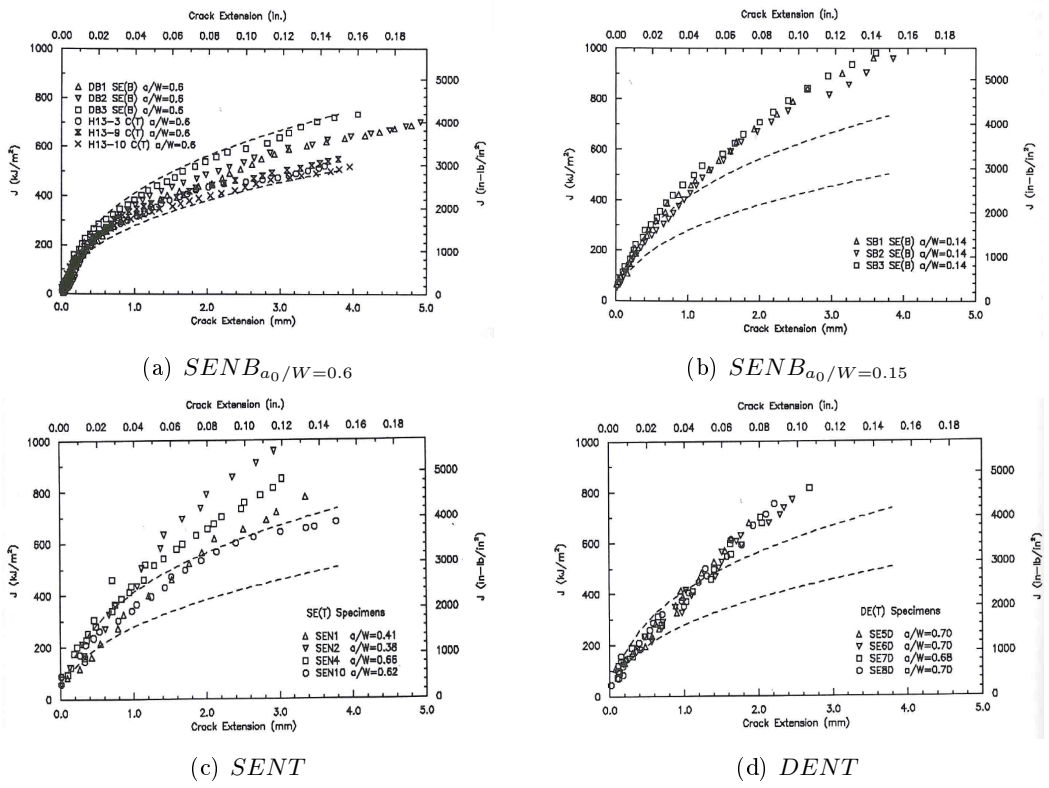 Crack Extension (in.)
0.00 0.02 0.04 0.06 0.08 0.10 0.12 0.14 0.16 0.18
1000
800
600
400
200
0
J (kJ/m²)
5000
4000
3000
2000
1000
0
J (in-lb/in²)
DB1 SE(B) a/W=0.6
DB2 SE(B) a/W=0.6
DB3 SE(B) a/W=0.6
H13-3 C(T) a/W=0.6
H13-9 C(T) a/W=0.6
H13-10 C(T) a/W=0.6
0.0 1.0 2.0 3.0 4.0 5.0
Crack Extension (mm)
(a) SENB a₀/W=0.6
Crack Extension (in.)
0.00 0.02 0.04 0.06 0.08 0.10 0.12 0.14 0.16 0.18
1000
800
600
400
200
0
J (kJ/m²)
5000
4000
3000
2000
1000
0
J (in-lb/in²)
SB1 SE(B) a/W=0.14
SB2 SE(B) a/W=0.14
SB3 SE(B) a/W=0.14
0.0 1.0 2.0 3.0 4.0 5.0
Crack Extension (mm)
(b) SENB a₀/W=0.15
Crack Extension (in.)
0.00 0.02 0.04 0.06 0.08 0.10 0.12 0.14 0.16 0.18
1000
800
600
400
200
0
J (kJ/m²)
5000
4000
3000
2000
1000
0
J (in-lb/in²)
SE(T) Specimens
SEN1 a/W=0.41
SEN2 a/W=0.38
SEN4 a/W=0.66
SEN10 a/W=0.62
0.0 1.0 2.0 3.0 4.0 5.0
Crack Extension (mm)
(c) SENT
Crack Extension (in.)
0.00 0.02 0.04 0.06 0.08 0.10 0.12 0.14 0.16 0.18
1000
800
600
400
200
0
J (kJ/m²)
5000
4000
3000
2000
1000
0
J (in-lb/in²)
DE(T) Specimens
SE5D a/W=0.70
SE6D a/W=0.70
SE7D a/W=0.68
SE8D a/W=0.70
0.0 1.0 2.0 3.0 4.0 5.0
Crack Extension (mm)
(d) DENT